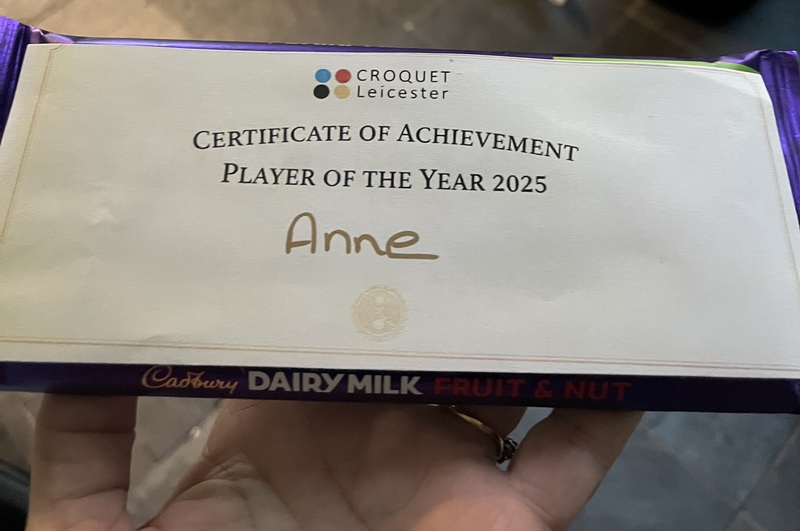 CROQUET
Leicester
CERTIFICATE OF ACHIEVEMENT
PLAYER OF THE YEAR 2025
Anne
Cadbury DAIRY MILK FRUIT & NUT